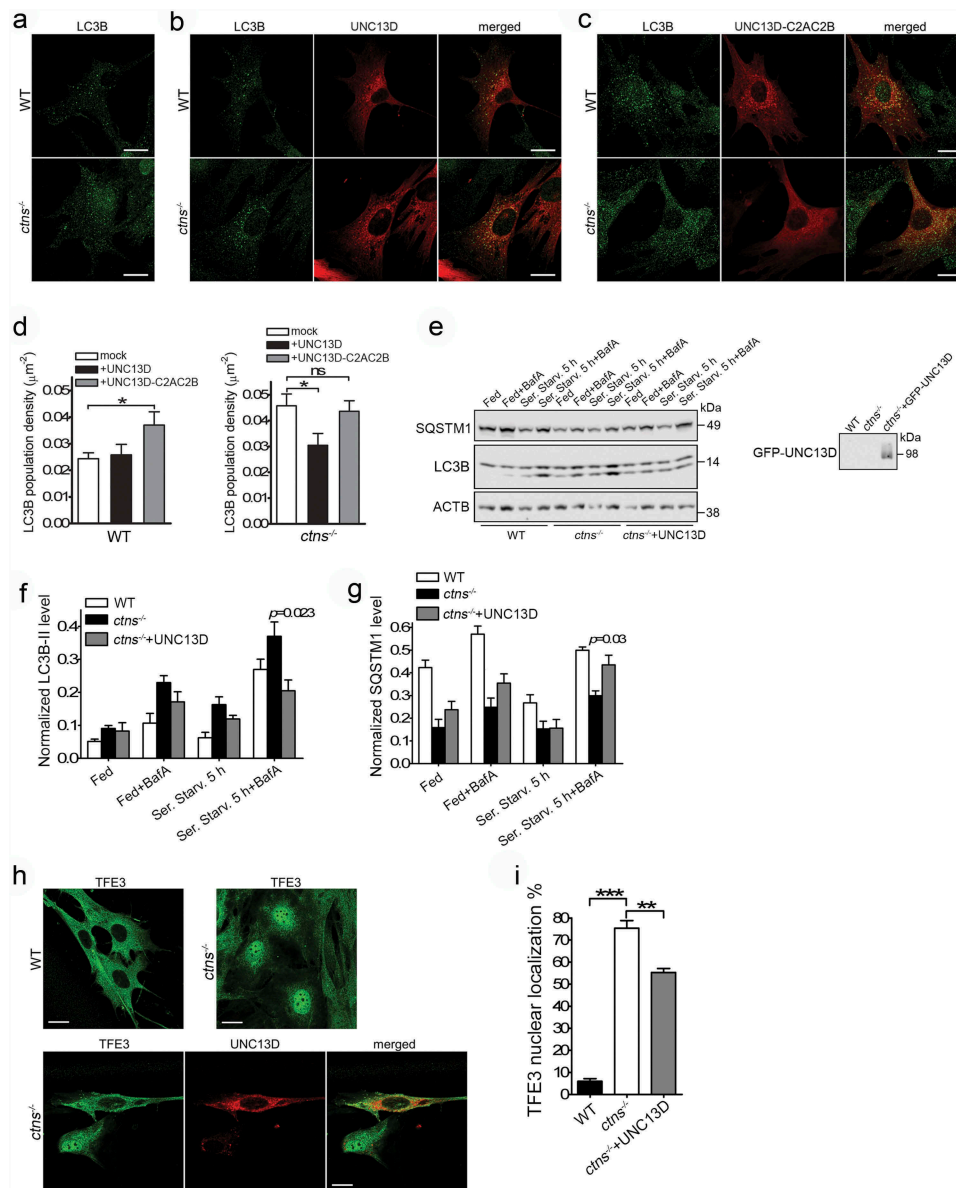 a
b
c
LC3B
LC3B
UNC13D
merged
LC3B
UNC13D-C2AC2B
merged
WT
ctns-/-
WT
ctns-/-
WT
ctns-/-
d
mock
+UNC13D
+UNC13D-C2AC2B
LC3B population density (μm-2)
0.05
0.04
0.03
0.02
0.01
0.00
*
WT
mock
+UNC13D
+UNC13D-C2AC2B
LC3B population density (μm-2)
0.05
0.04
0.03
0.02
0.01
0.00
ns
*
ctns-/-
e
Fed
Fed+BafA
Ser. Starv. 5 h
Ser. Starv. 5 h+BafA
Fed
Fed+BafA
Ser. Starv. 5 h
Ser. Starv. 5 h+BafA
Fed
Fed+BafA
Ser. Starv. 5 h
Ser. Starv. 5 h+BafA
kDa
SQSTM1
49
LC3B
14
ACTB
38
WT
ctns-/-
ctns-/-+UNC13D
WT
ctns-/-
ctns-/-+GFP-UNC13D
kDa
GFP-UNC13D
98
f
WT
ctns-/-
ctns-/-+UNC13D
Normalized LC3B-II level
0.4
0.3
0.2
0.1
0.0
p=0.023
Fed
Fed+BafA
Ser. Starv. 5 h
Ser. Starv. 5 h+BafA
g
WT
ctns-/-
ctns-/-+UNC13D
Normalized SQSTM1 level
0.6
0.5
0.4
0.3
0.2
0.1
0.0
p=0.03
Fed
Fed+BafA
Ser. Starv. 5 h
Ser. Starv. 5 h+BafA
h
TFE3
TFE3
WT
ctns-/-
TFE3
UNC13D
merged
ctns-/-
i
TFE3 nuclear localization %
80
70
60
50
40
30
20
10
0
***
**
WT
ctns-/-
ctns-/-+UNC13D